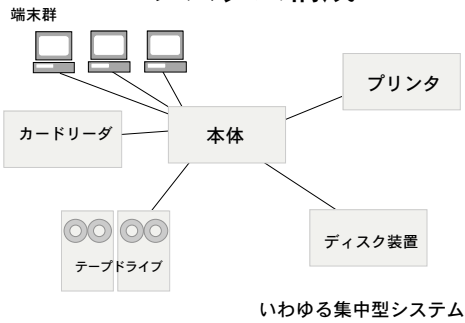 端末群
プリンタ
カードリーダ
本体
テープドライブ
ディスク装置
いわゆる集中型システム